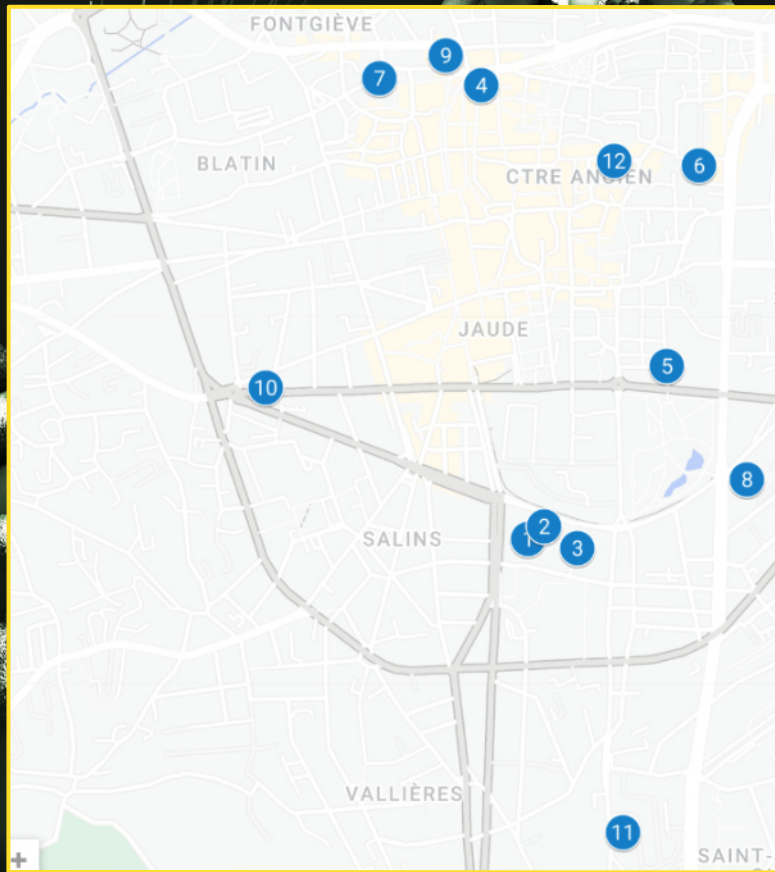 FONTGIÈVE
9
7
4
BLATIN
12
6
CTRE ANCIEN
JAUDE
5
10
8
2
1
SALINS
3
VALLIÈRES
11
SAINT-
+